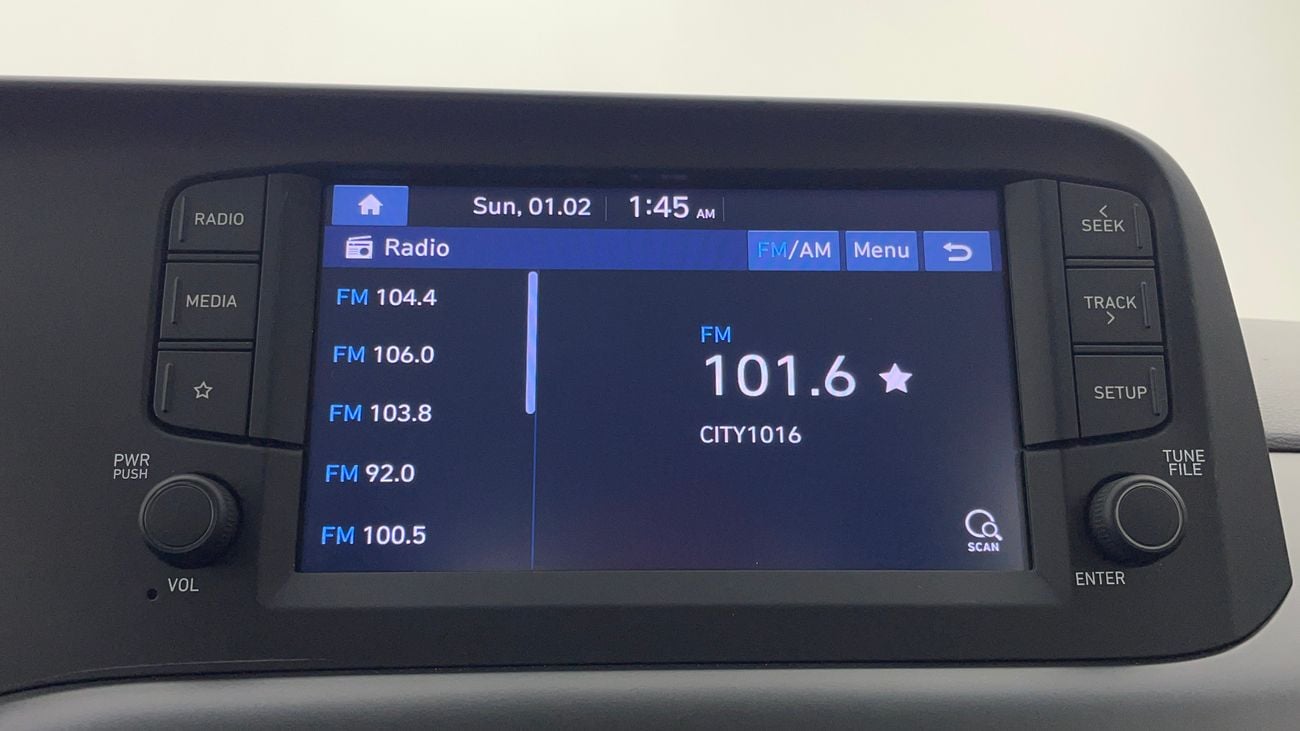 RADIO
MEDIA
PWR
PUSH
VOL
Sun, 01.02
1:45 AM
Radio
FM/AM
Menu
FM 104.4
FM 106.0
FM 103.8
FM 92.0
FM 100.5
FM
101.6
CITY1016
SCAN
SEEK
TRACK
SETUP
TUNE
FILE
ENTER